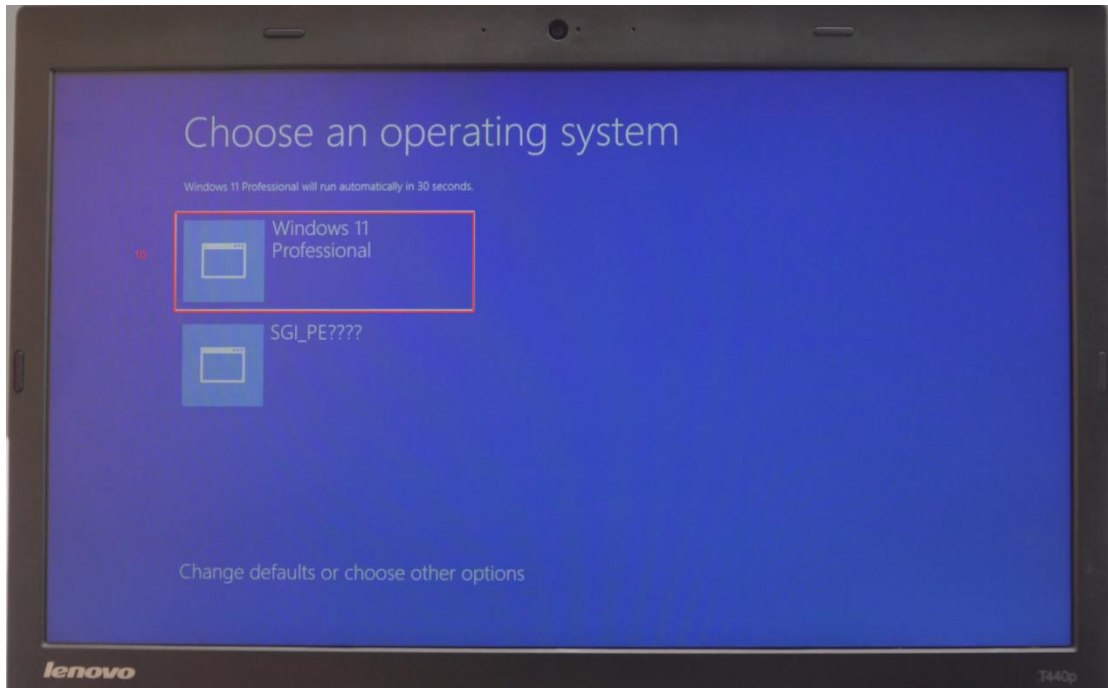 Choose an operating system
Windows 11 Professional will run automatically in 30 seconds.
10
Windows 11
Professional
SGI_PE????
Change defaults or choose other options
lenovo
T440p